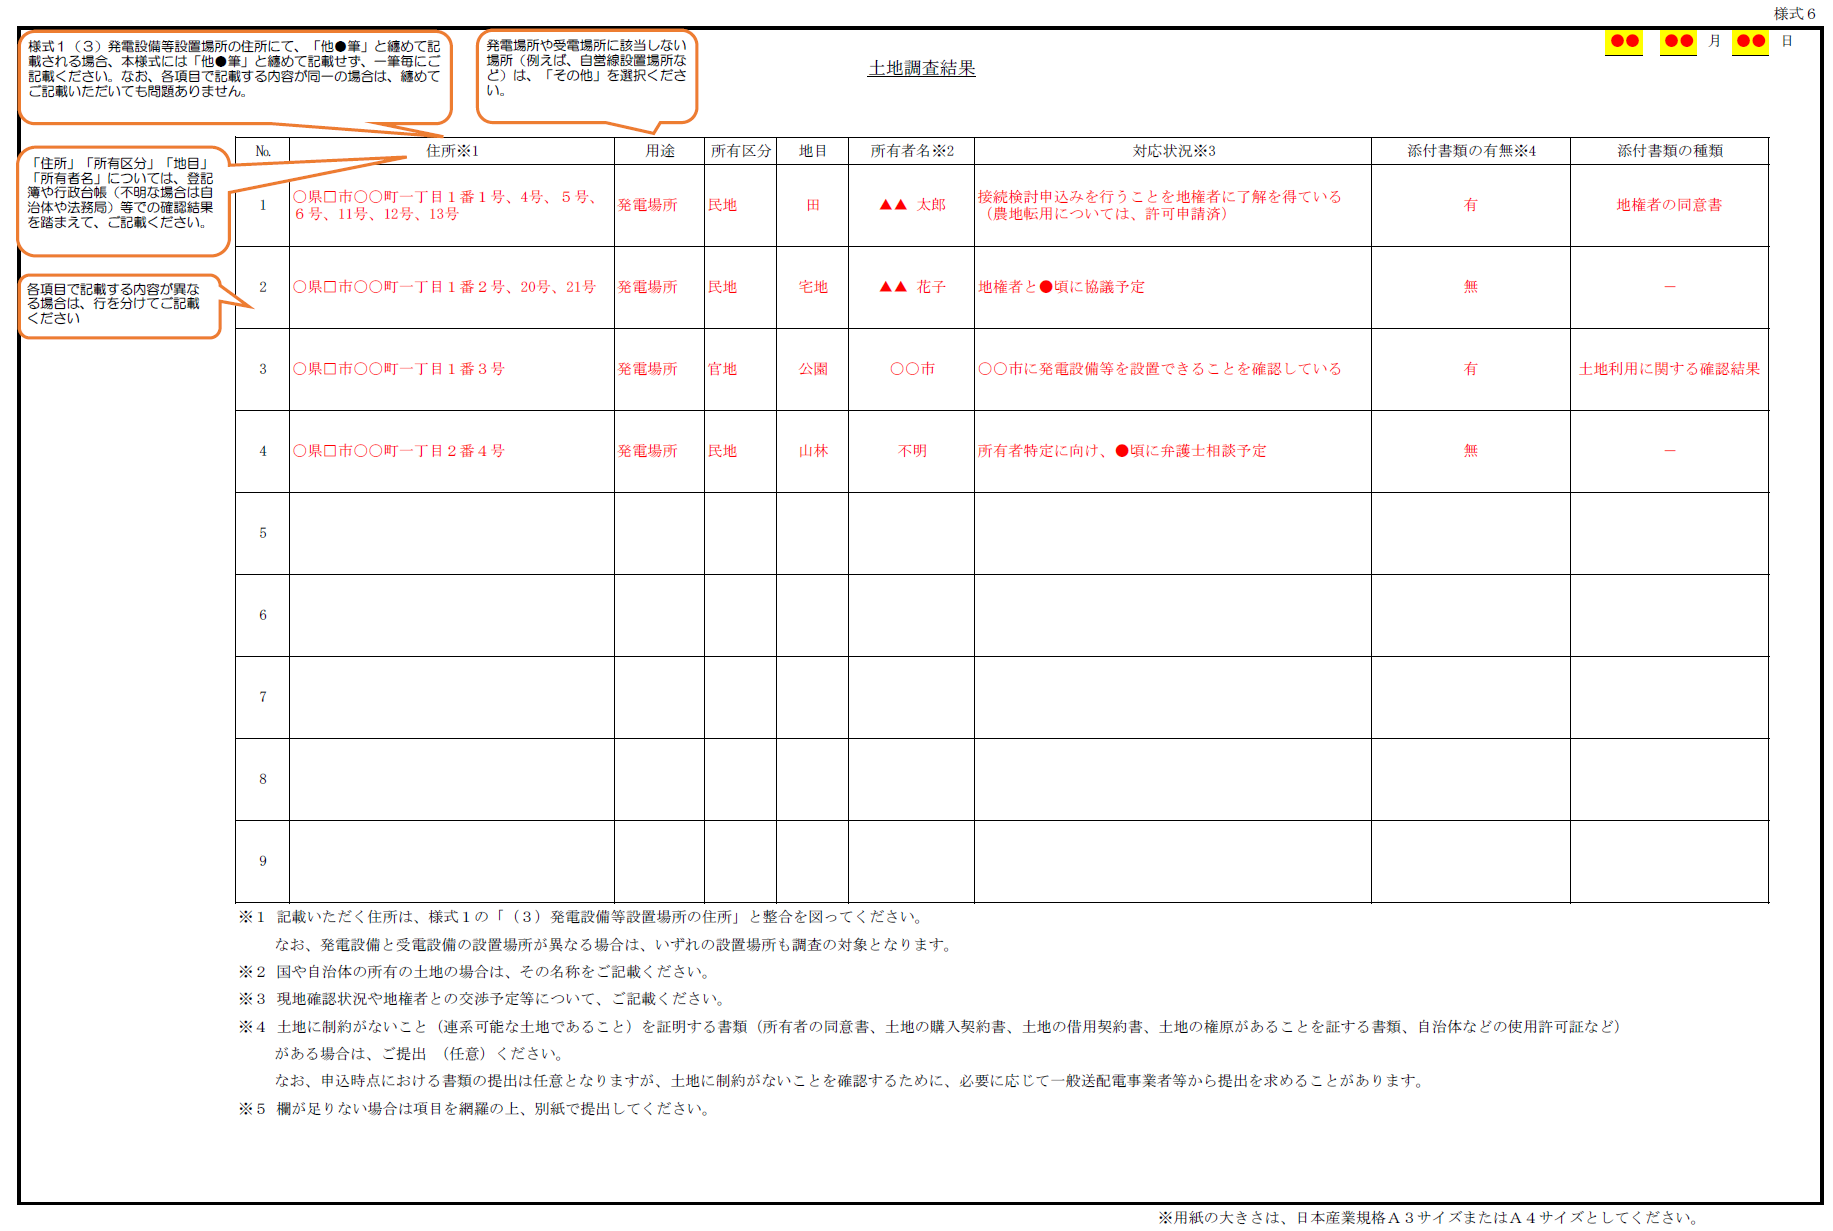 様式６
●● ●● 月 ●● 日
様式１（３）発電設備等設置場所の住所にて、「他●筆」と纏めて記
載される場合、本様式には「他●筆」と纏めて記載せず、一筆毎にご
記載ください。なお、各項目で記載する内容が同一の場合は、纏めて
ご記載いただいても問題ありません。
発電場所や受電場所に該当しない
場所（例えば、自営線設置場所な
ど）は、「その他」を選択くださ
い。
土地調査結果
「住所」「所有区分」「地目」
「所有者名」については、登記
簿や行政台帳（不明な場合は自
治体や法務局）等での確認結果
を踏まえて、ご記載ください。
各項目で記載する内容が異な
る場合は、行を分けてご記載
ください
No. 住所※1 用途 所有区分 地目 所有者名※2 対応状況※3 添付書類の有無※4 添付書類の種類
1 〇県□市〇〇町一丁目１番１号、4号、５号、
６号、11号、12号、13号 発電場所 民地 田 ▲▲ 太郎 接続検討申込みを行うことを地権者に了解を得ている
（農地転用については、許可申請済） 有 地権者の同意書
2 〇県□市〇〇町一丁目１番２号、20号、21号 発電場所 民地 宅地 ▲▲ 花子 地権者と●頃に協議予定 無 －
3 〇県□市〇〇町一丁目１番３号 発電場所 官地 公園 〇〇市 〇〇市に発電設備等を設置できることを確認している 有 土地利用に関する確認結果
4 〇県□市〇〇町一丁目２番４号 発電場所 民地 山林 不明 所有者特定に向け、●頃に弁護士相談予定 無 －
5
6
7
8
9
※１ 記載いただく住所は、様式１の「（３）発電設備等設置場所の住所」と整合を図ってください。
なお、発電設備と受電設備の設置場所が異なる場合は、いずれの設置場所も調査の対象となります。
※２ 国や自治体の所有の土地の場合は、その名称をご記載ください。
※３ 現地確認状況や地権者との交渉予定等について、ご記載ください。
※４ 土地に制約がないこと（連系可能な土地であること）を証明する書類（所有者の同意書、土地の購入契約書、土地の借用契約書、土地の権原があることを証する書類、自治体などの使用許可証など）
がある場合は、ご提出 （任意）ください。
なお、申込時点における書類の提出は任意となりますが、土地に制約がないことを確認するために、必要に応じて一般送配電事業者等から提出を求めることがあります。
※５ 欄が足りない場合は項目を網羅の上、別紙で提出してください。
※用紙の大きさは、日本産業規格Ａ３サイズまたはＡ４サイズとしてください。